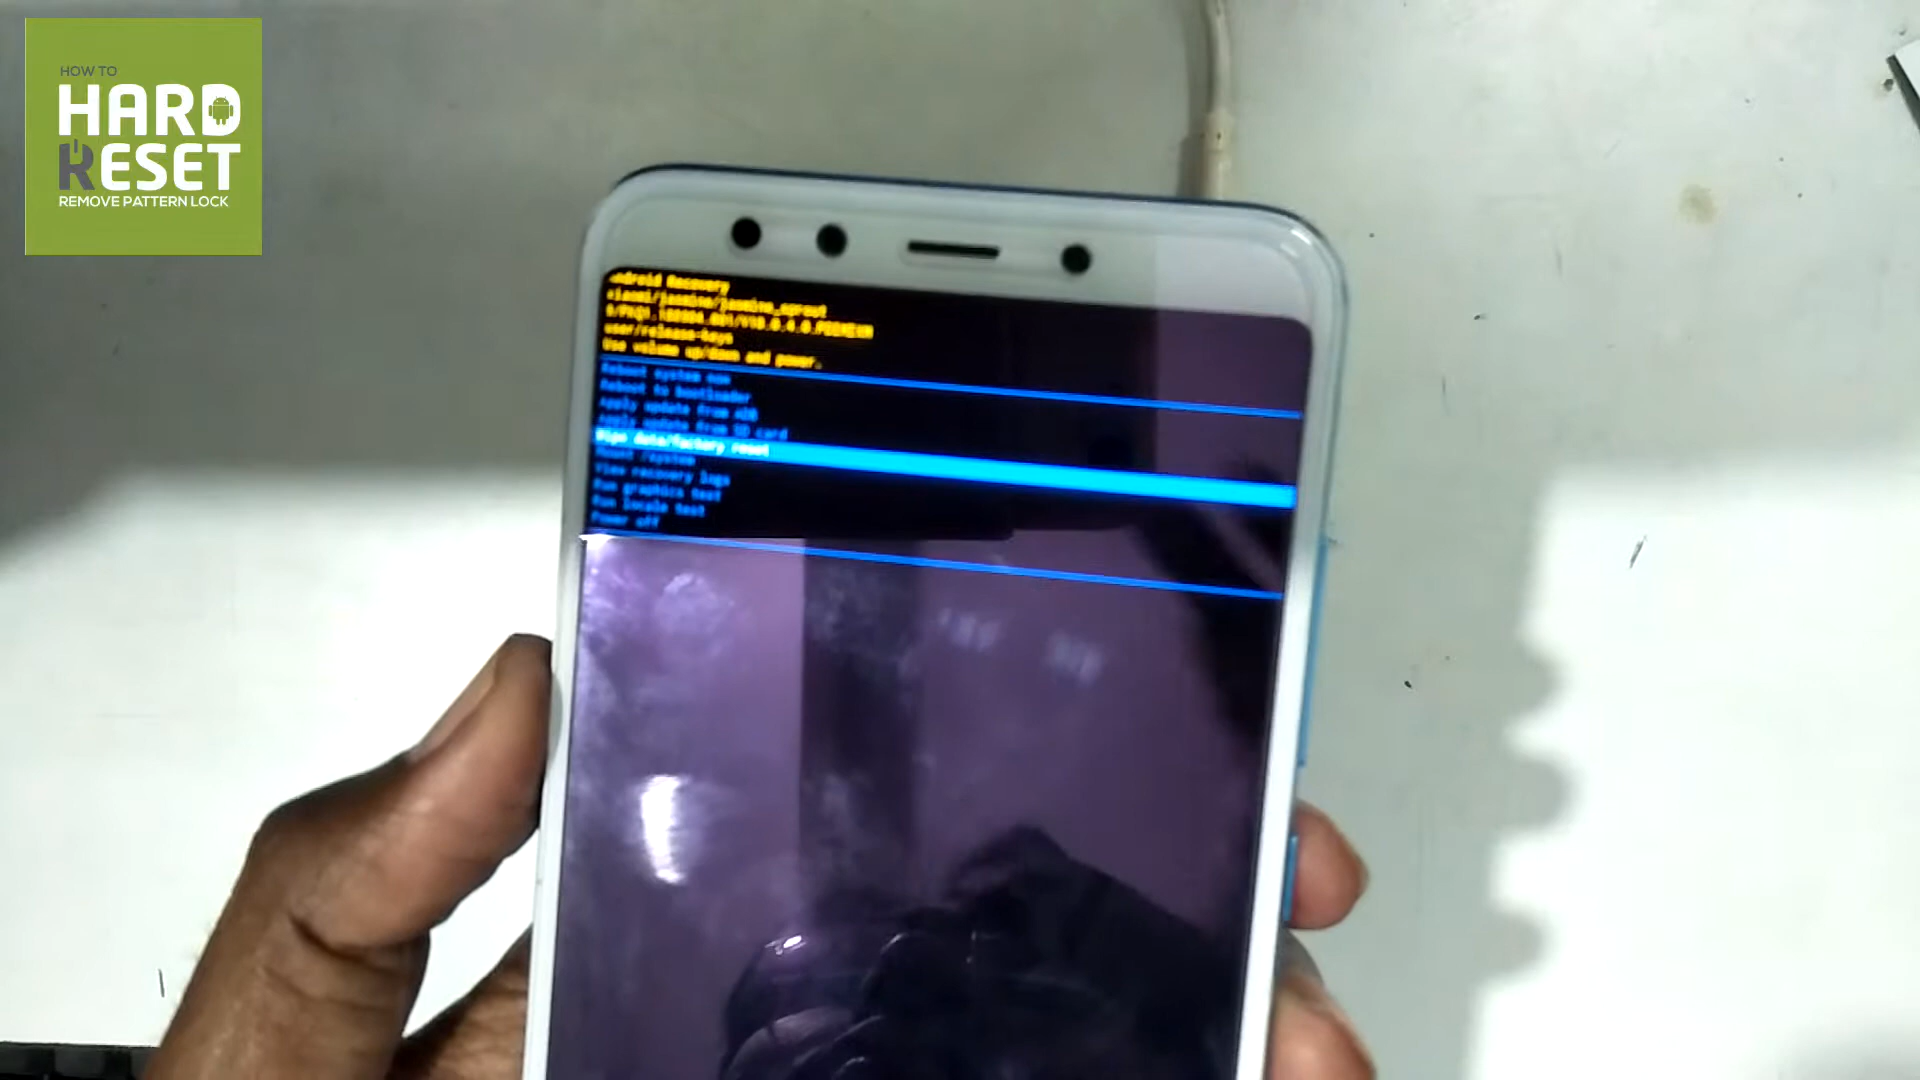 HOW TO
HARD
RESET
REMOVE PATTERN LOCK
Android Recovery
xiaomi/jasmine/jasmine_sprout
user/release-keys
Use volume up/down and power.
Reboot system now
Reboot to bootloader
Apply update from ADB
Apply update from SD card
Wipe data/factory reset
Mount /system
View recovery logs
Run graphics test
Run locale test
Power off